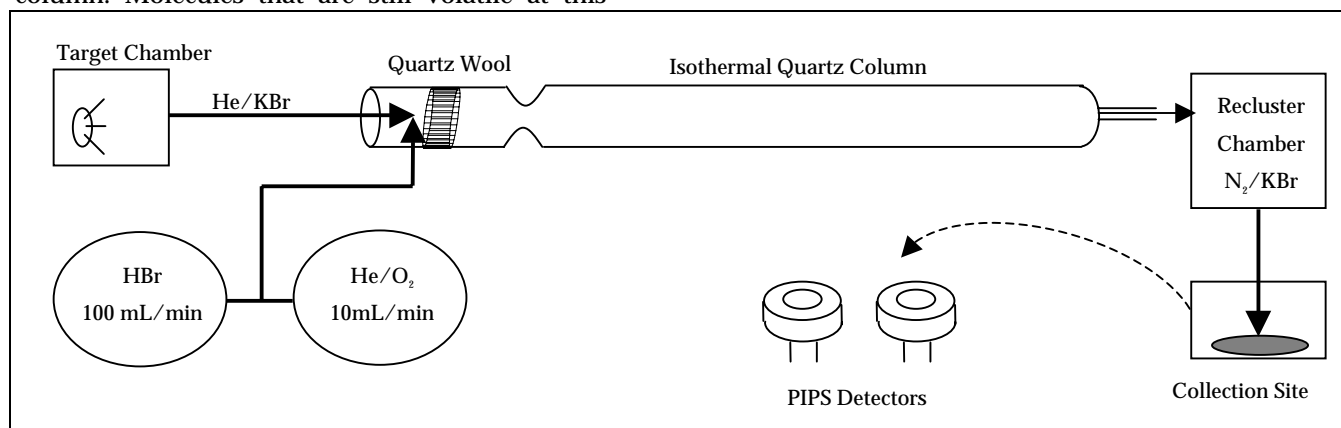 column. Molecules that are still volatile at this
Target Chamber
Quartz Wool
Isothermal Quartz Column
He/KBr
Recluster
Chamber
N₂/KBr
HBr
100 mL/min
He/O₂
10mL/min
PIPS Detectors
Collection Site